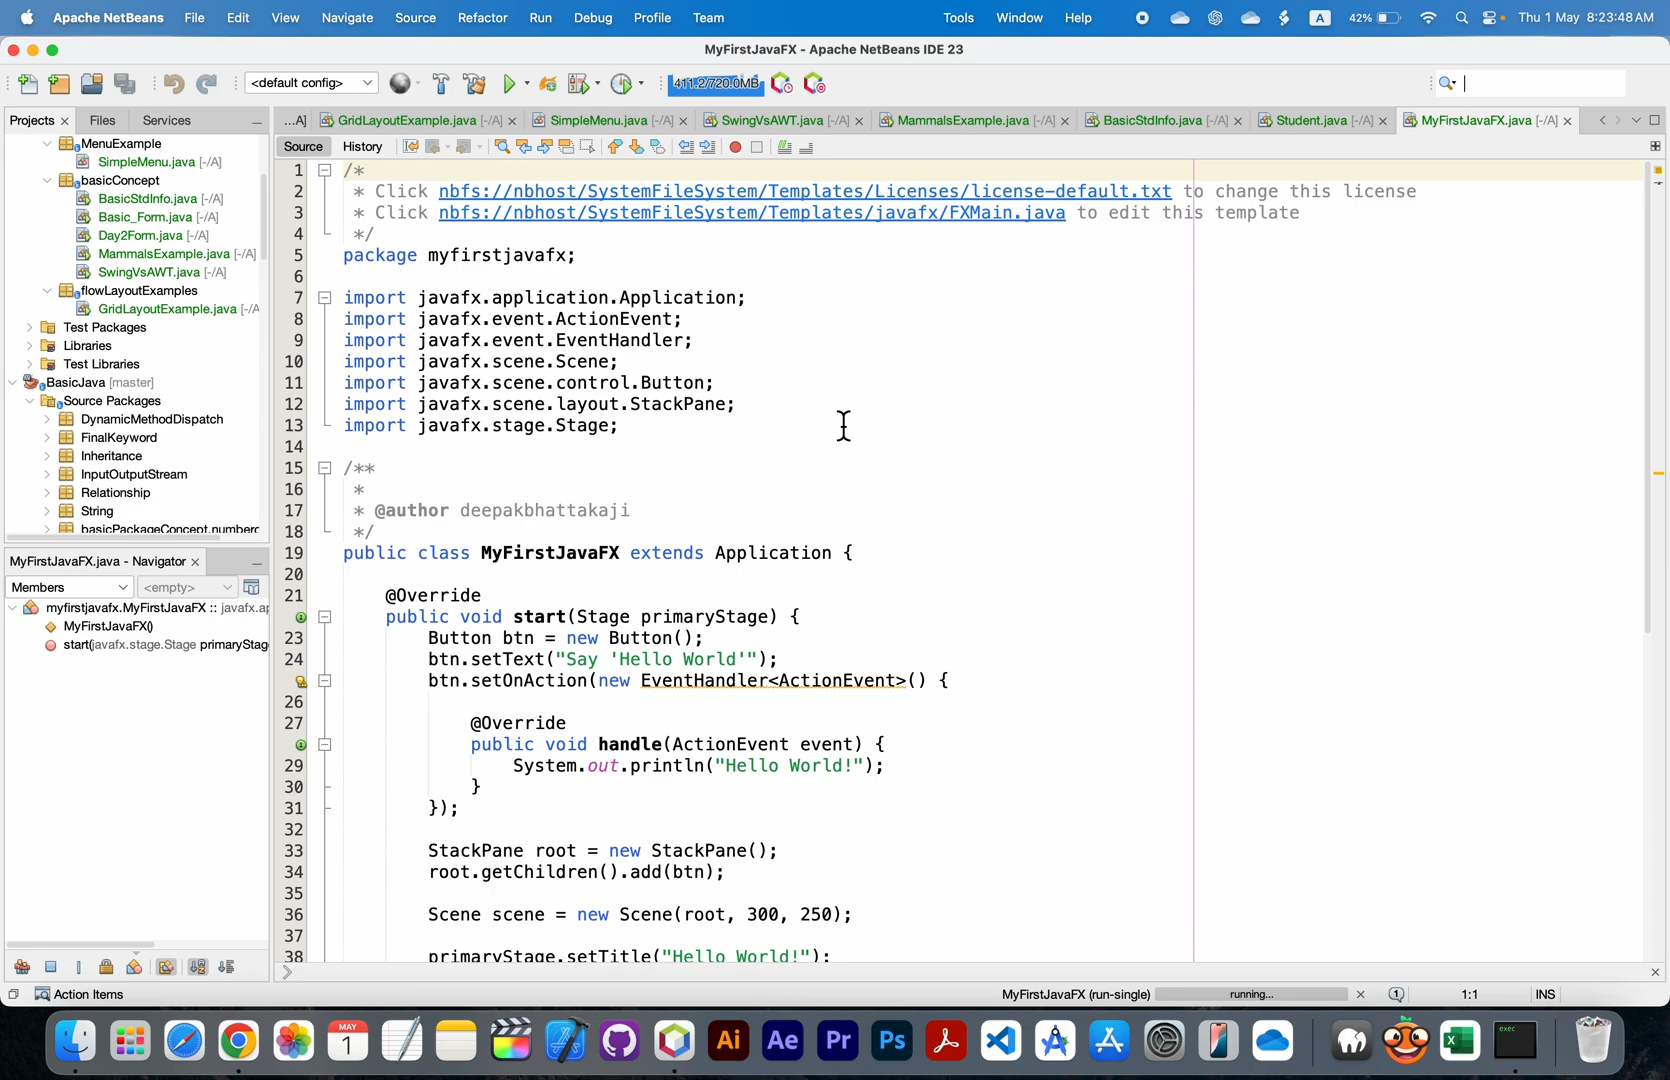 Apache NetBeans File Edit View Navigate Source Refactor Run Debug Profile Team Tools Window Help A 42% Thu 1 May 8:23:48 AM
MyFirstJavaFX - Apache NetBeans IDE 23
<default config> 411.2/720.0MB
Projects Files Services
...A] GridLayoutExample.java [-/A] SimpleMenu.java [-/A] SwingVsAWT.java [-/A] MammalsExample.java [-/A] BasicStdInfo.java [-/A] Student.java [-/A] MyFirstJavaFX.java [-/A]
Source History
MenuExample
SimpleMenu.java [-/A]
basicConcept
BasicStdInfo.java [-/A]
Basic_Form.java [-/A]
Day2Form.java [-/A]
MammalsExample.java [-/A]
SwingVsAWT.java [-/A]
flowLayoutExamples
GridLayoutExample.java [-/A
Test Packages
Libraries
Test Libraries
BasicJava [master]
Source Packages
DynamicMethodDispatch
FinalKeyword
Inheritance
InputOutputStream
Relationship
String
basicPackageConcept.numberc
MyFirstJavaFX.java - Navigator
Members <empty>
myfirstjavafx.MyFirstJavaFX :: javafx.ap
MyFirstJavaFX()
start(javafx.stage.Stage primaryStag
1 /*
2 * Click nbfs://nbhost/SystemFileSystem/Templates/Licenses/license-default.txt to change this license
3 * Click nbfs://nbhost/SystemFileSystem/Templates/javafx/FXMain.java to edit this template
4 */
5 package myfirstjavafx;
6
7 import javafx.application.Application;
8 import javafx.event.ActionEvent;
9 import javafx.event.EventHandler;
10 import javafx.scene.Scene;
11 import javafx.scene.control.Button;
12 import javafx.scene.layout.StackPane;
13 import javafx.stage.Stage;
14
15 /**
16 *
17 * @author deepakbhattakaji
18 */
19 public class MyFirstJavaFX extends Application {
20
21 @Override
public void start(Stage primaryStage) {
23 Button btn = new Button();
24 btn.setText("Say 'Hello World'");
btn.setOnAction(new EventHandler<ActionEvent>() {
26
27 @Override
public void handle(ActionEvent event) {
29 System.out.println("Hello World!");
30 }
31 });
32
33 StackPane root = new StackPane();
34 root.getChildren().add(btn);
35
36 Scene scene = new Scene(root, 300, 250);
37
38 primaryStage.setTitle("Hello World!");
Action Items MyFirstJavaFX (run-single) running... 1 1:1 INS
MAY
1 Ai Ae Pr Ps X exec